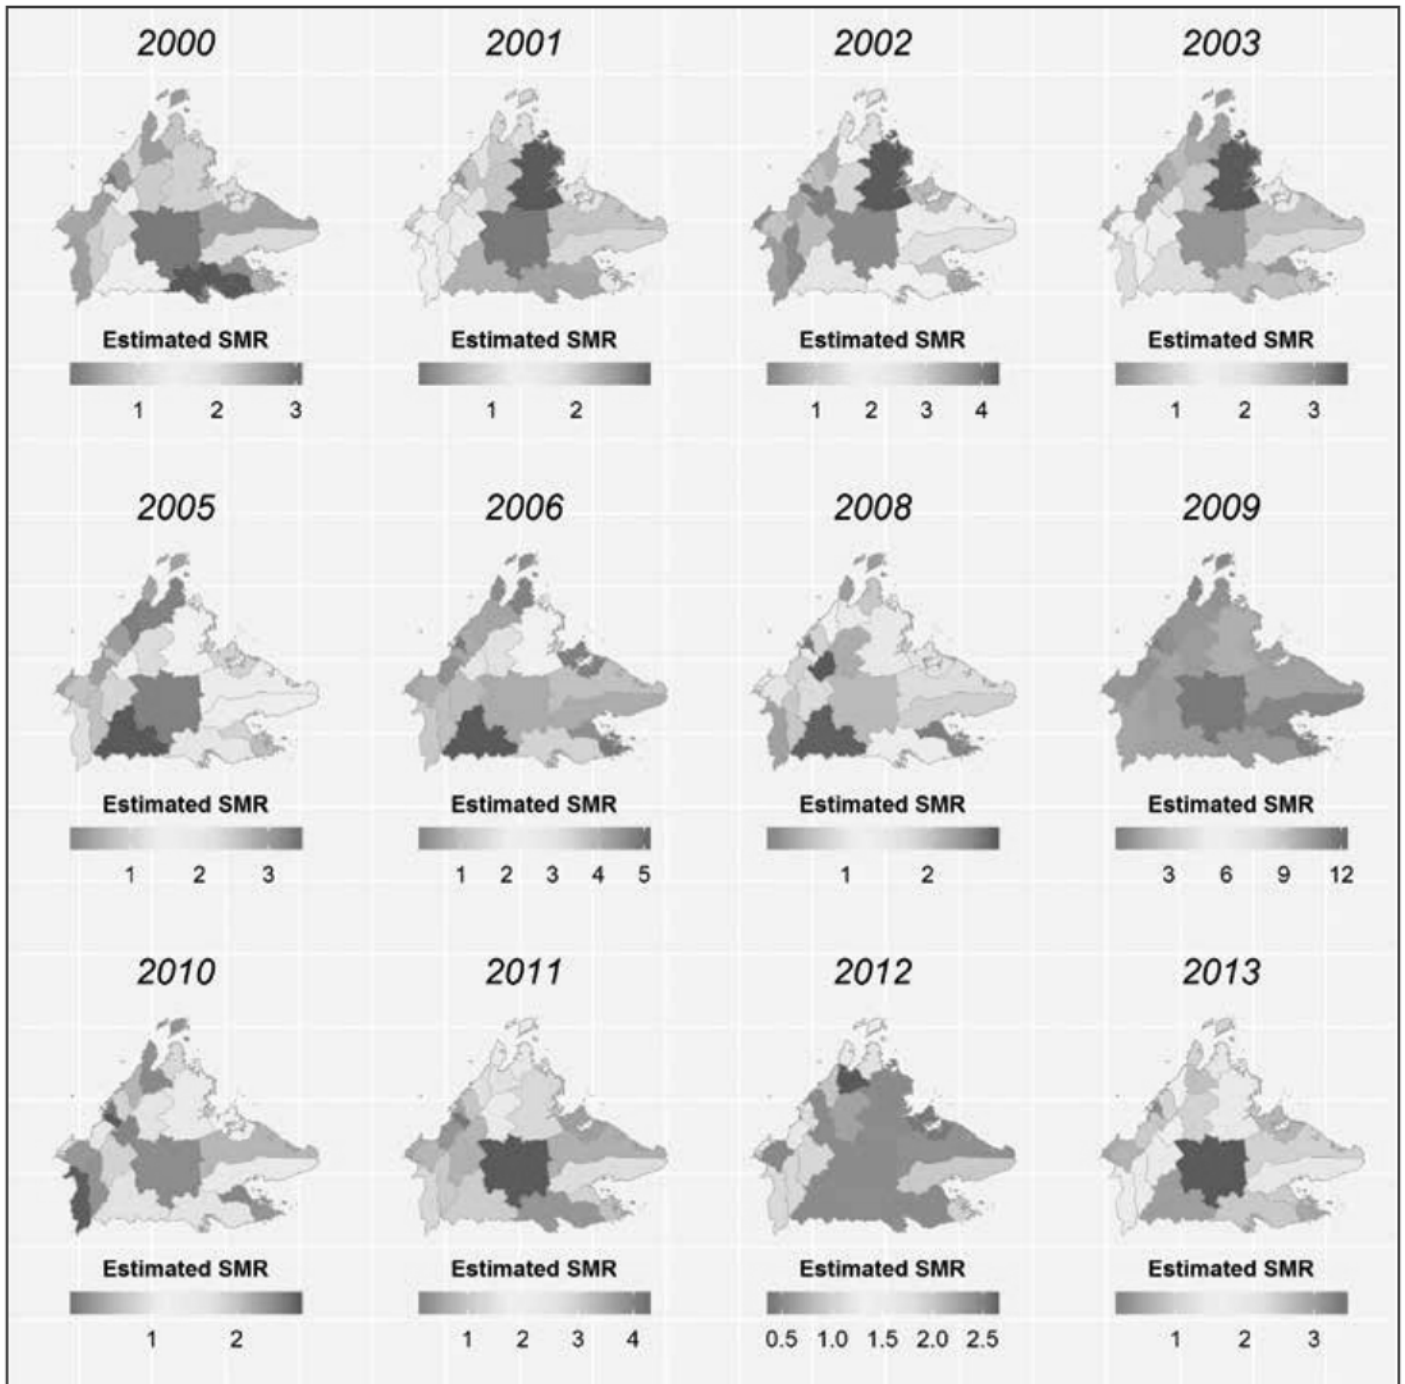 2000 2001 2002 2003
Estimated SMR Estimated SMR Estimated SMR Estimated SMR
1 2 3 1 2 1 2 3 4 1 2 3
2005 2006 2008 2009
Estimated SMR Estimated SMR Estimated SMR Estimated SMR
1 2 3 1 2 3 4 5 1 2 3 6 9 12
2010 2011 2012 2013
Estimated SMR Estimated SMR Estimated SMR Estimated SMR
1 2 1 2 3 4 0.5 1.0 1.5 2.0 2.5 1 2 3